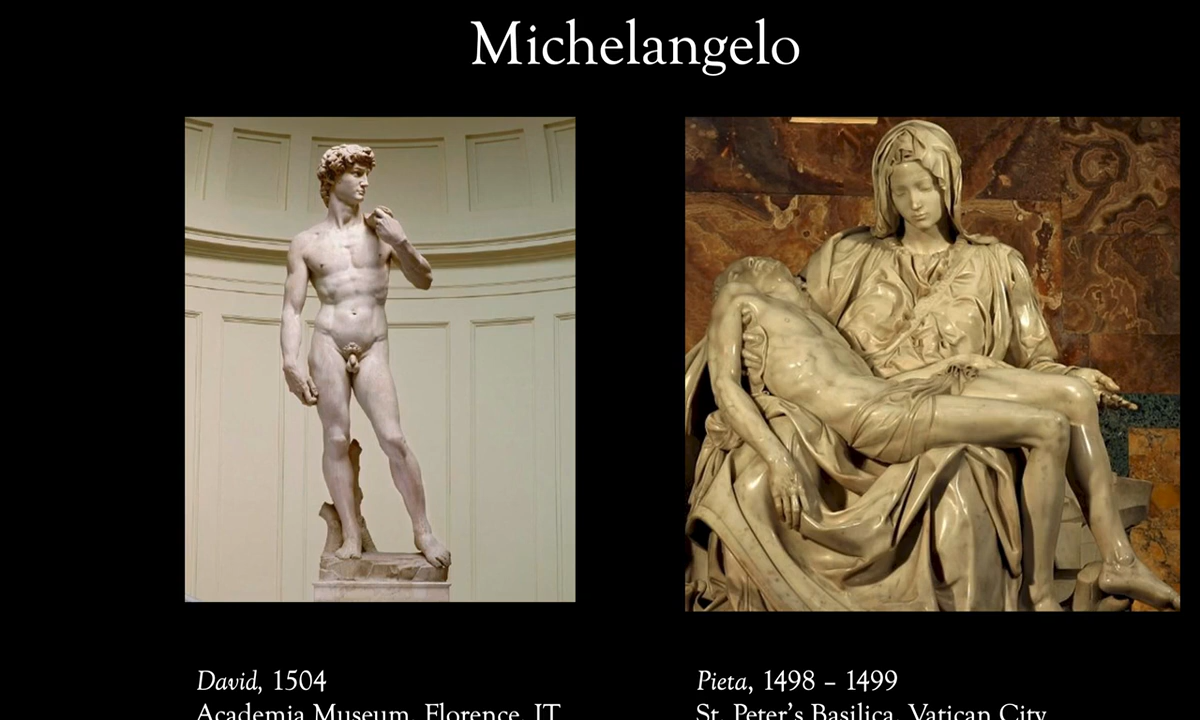 Michelangelo
David, 1504
Academia Museum, Florence, IT
Pieta, 1498 – 1499
St. Peter's Basilica, Vatican City